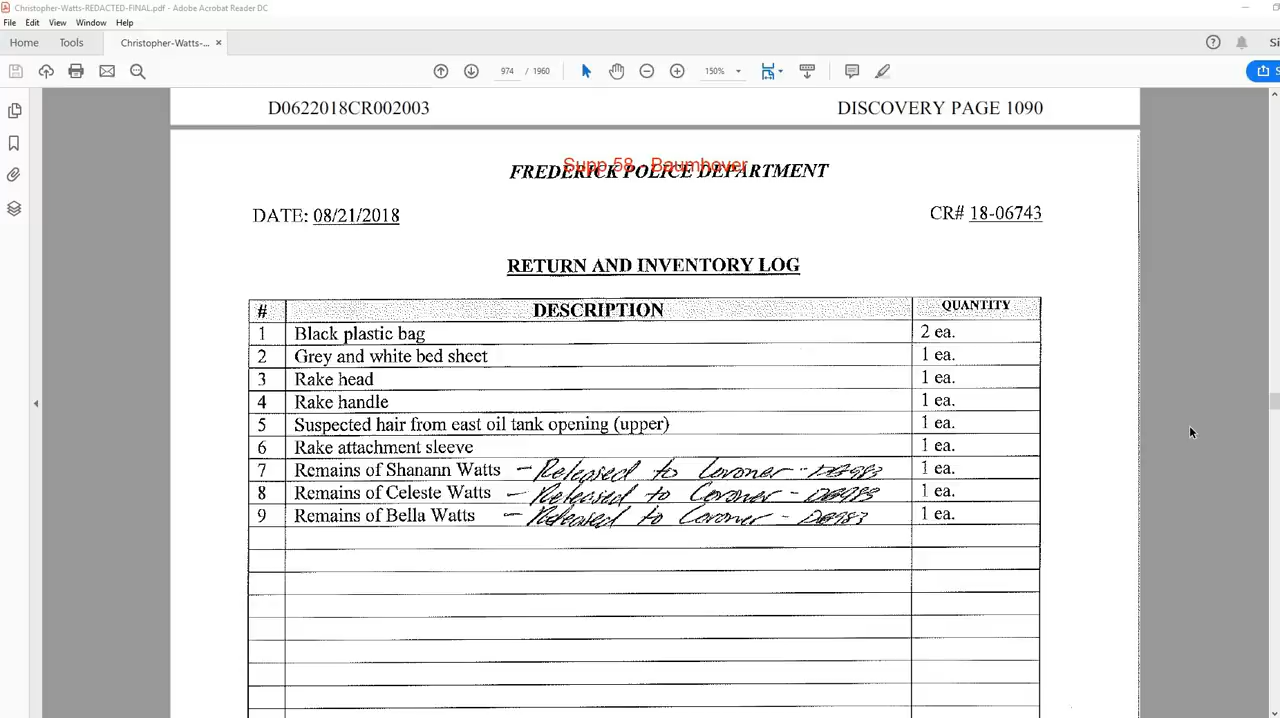 Christopher-Watts-REDACTED-FINAL.pdf - Adobe Acrobat Reader DC
File Edit View Window Help
Home Tools Christopher-Watts-... ×
974 / 1960 150%
D0622018CR002003 DISCOVERY PAGE 1090
Supp 58 - Baumhover
FREDERICK POLICE DEPARTMENT
DATE: 08/21/2018 CR# 18-06743
RETURN AND INVENTORY LOG
# DESCRIPTION QUANTITY
1 Black plastic bag 2 ea.
2 Grey and white bed sheet 1 ea.
3 Rake head 1 ea.
4 Rake handle 1 ea.
5 Suspected hair from east oil tank opening (upper) 1 ea.
6 Rake attachment sleeve 1 ea.
7 Remains of Shanann Watts - Released to Coroner - 1 ea.
8 Remains of Celeste Watts - Released to Coroner - 1 ea.
9 Remains of Bella Watts - Released to Coroner - 1 ea.